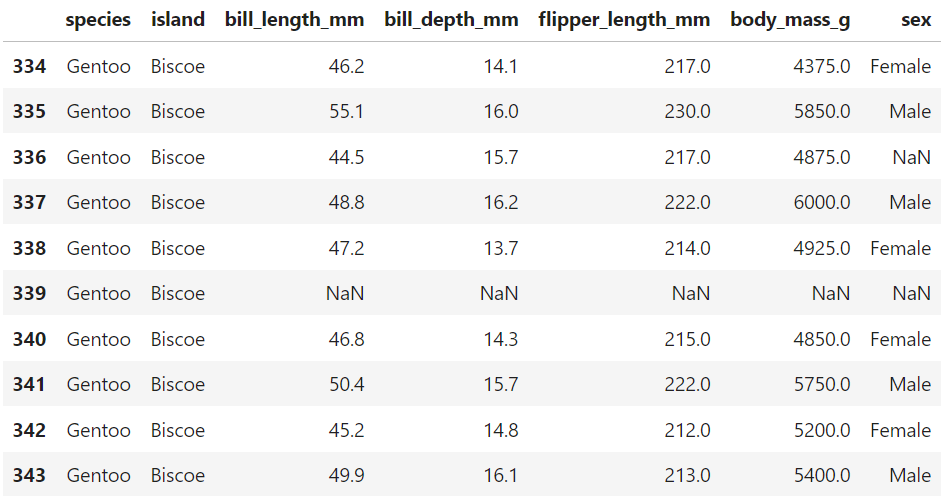 species island bill_length_mm bill_depth_mm flipper_length_mm body_mass_g sex
334 Gentoo Biscoe 46.2 14.1 217.0 4375.0 Female
335 Gentoo Biscoe 55.1 16.0 230.0 5850.0 Male
336 Gentoo Biscoe 44.5 15.7 217.0 4875.0 NaN
337 Gentoo Biscoe 48.8 16.2 222.0 6000.0 Male
338 Gentoo Biscoe 47.2 13.7 214.0 4925.0 Female
339 Gentoo Biscoe NaN NaN NaN NaN NaN
340 Gentoo Biscoe 46.8 14.3 215.0 4850.0 Female
341 Gentoo Biscoe 50.4 15.7 222.0 5750.0 Male
342 Gentoo Biscoe 45.2 14.8 212.0 5200.0 Female
343 Gentoo Biscoe 49.9 16.1 213.0 5400.0 Male